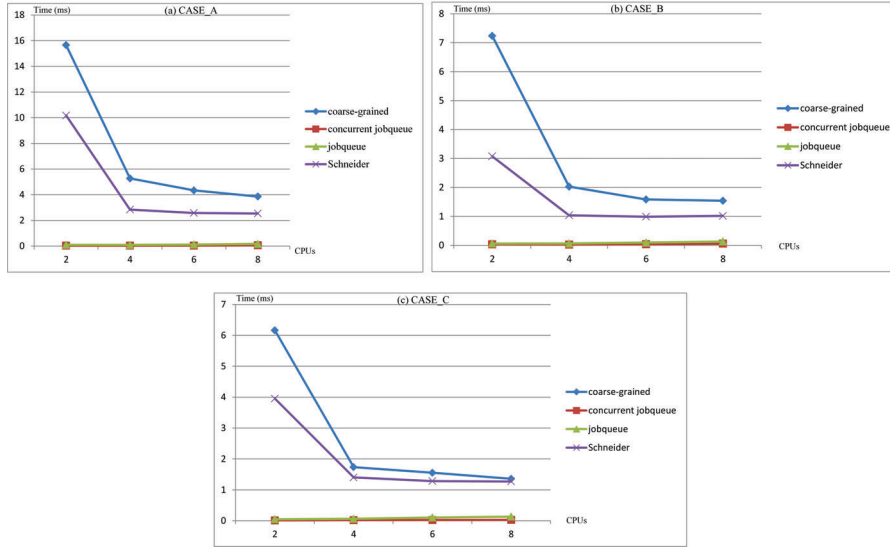 Time (ms)
(a) CASE_A
18
16
14
12
10
8
6
4
2
0
2
4
6
8
CPUs
coarse-grained
concurrent jobqueue
jobqueue
Schneider
Time (ms)
(b) CASE_B
8
7
6
5
4
3
2
1
0
2
4
6
8
CPUs
coarse-grained
concurrent jobqueue
jobqueue
Schneider
Time (ms)
(c) CASE_C
7
6
5
4
3
2
1
0
2
4
6
8
CPUs
coarse-grained
concurrent jobqueue
jobqueue
Schneider